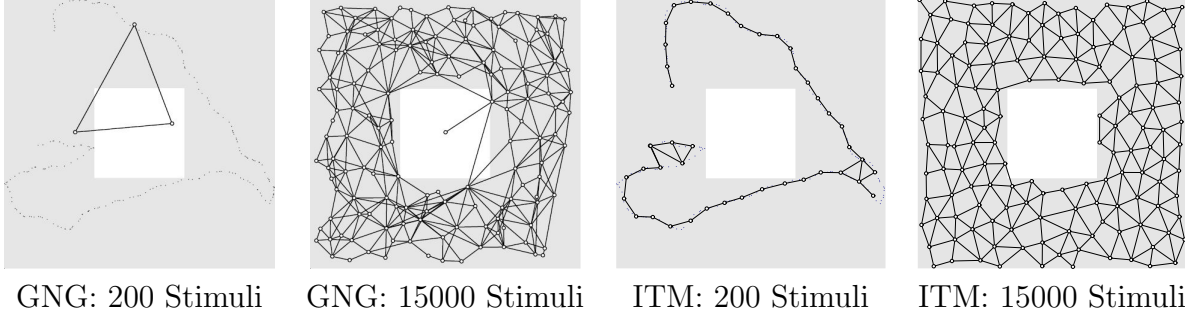 GNG: 200 Stimuli
GNG: 15000 Stimuli
ITM: 200 Stimuli
ITM: 15000 Stimuli